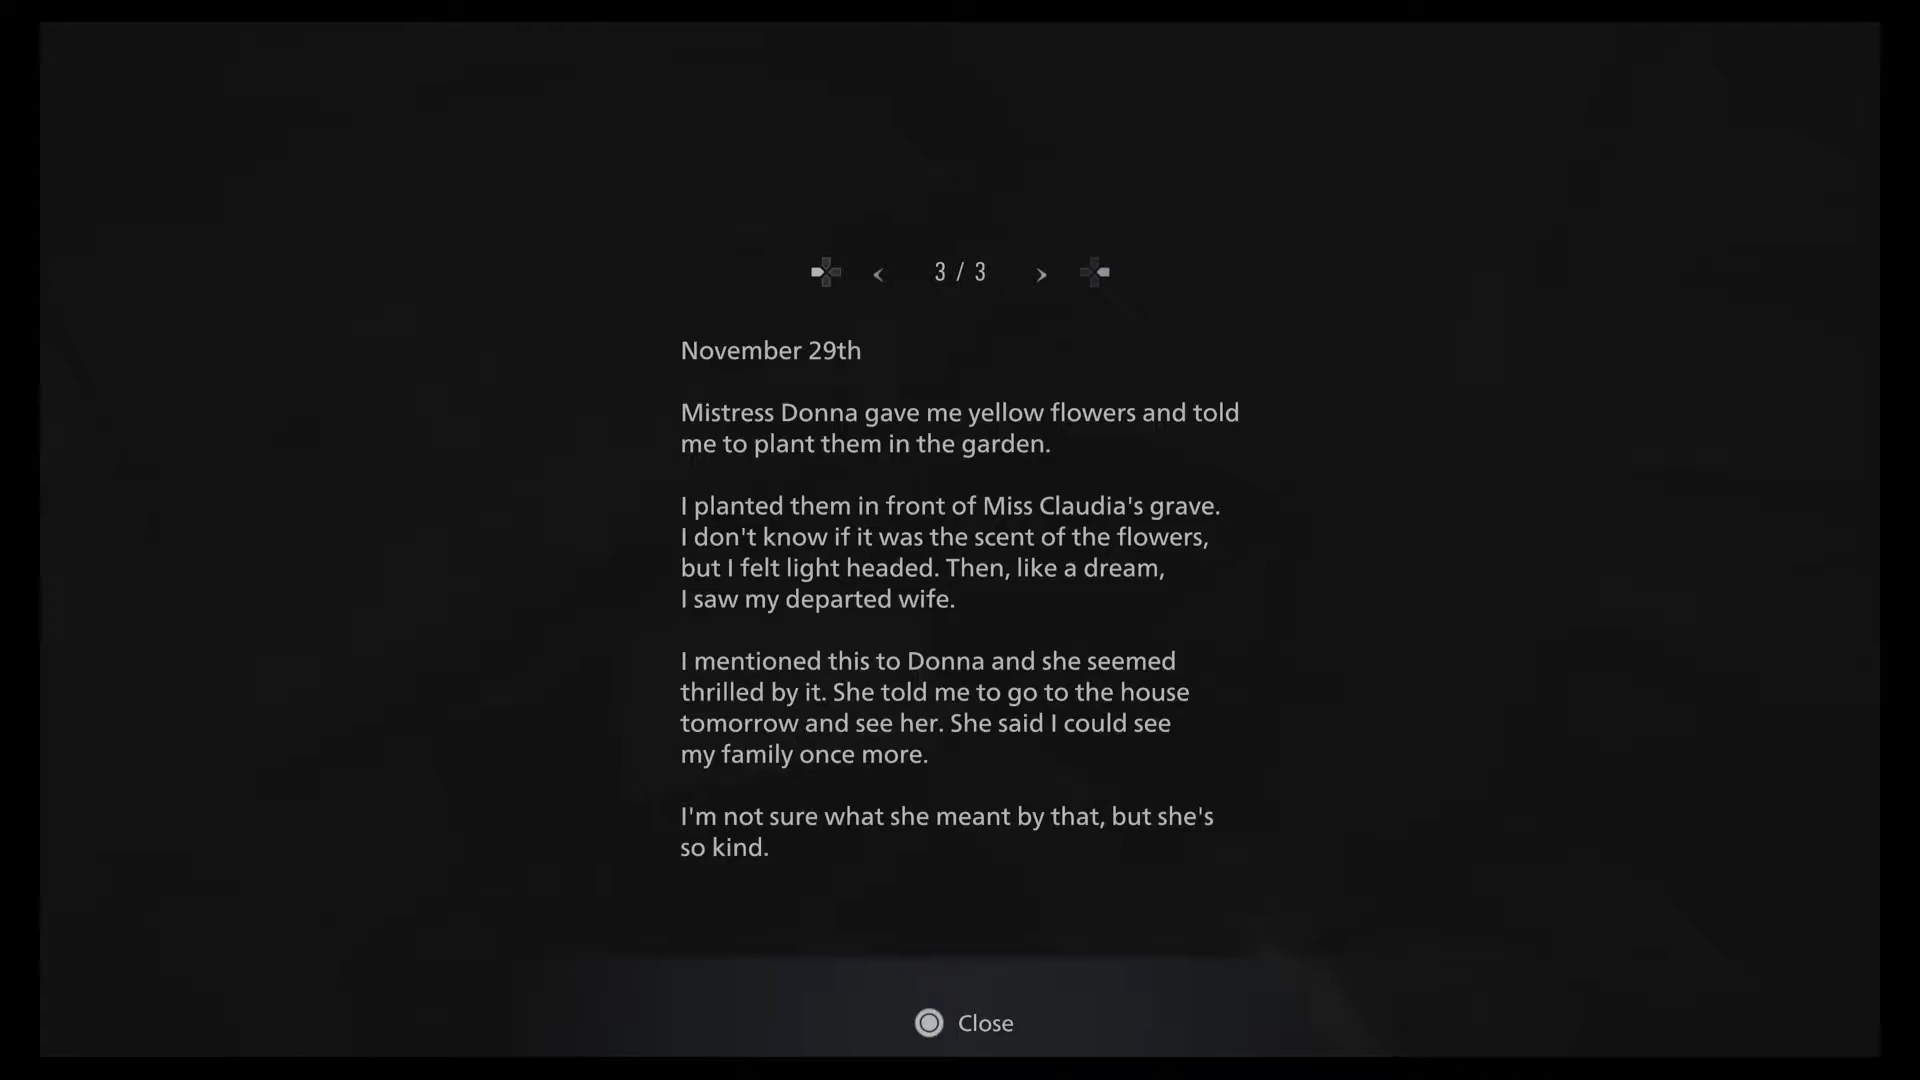 < 3 / 3 >
November 29th
Mistress Donna gave me yellow flowers and told
me to plant them in the garden.
I planted them in front of Miss Claudia's grave.
I don't know if it was the scent of the flowers,
but I felt light headed. Then, like a dream,
I saw my departed wife.
I mentioned this to Donna and she seemed
thrilled by it. She told me to go to the house
tomorrow and see her. She said I could see
my family once more.
I'm not sure what she meant by that, but she's
so kind.
Close